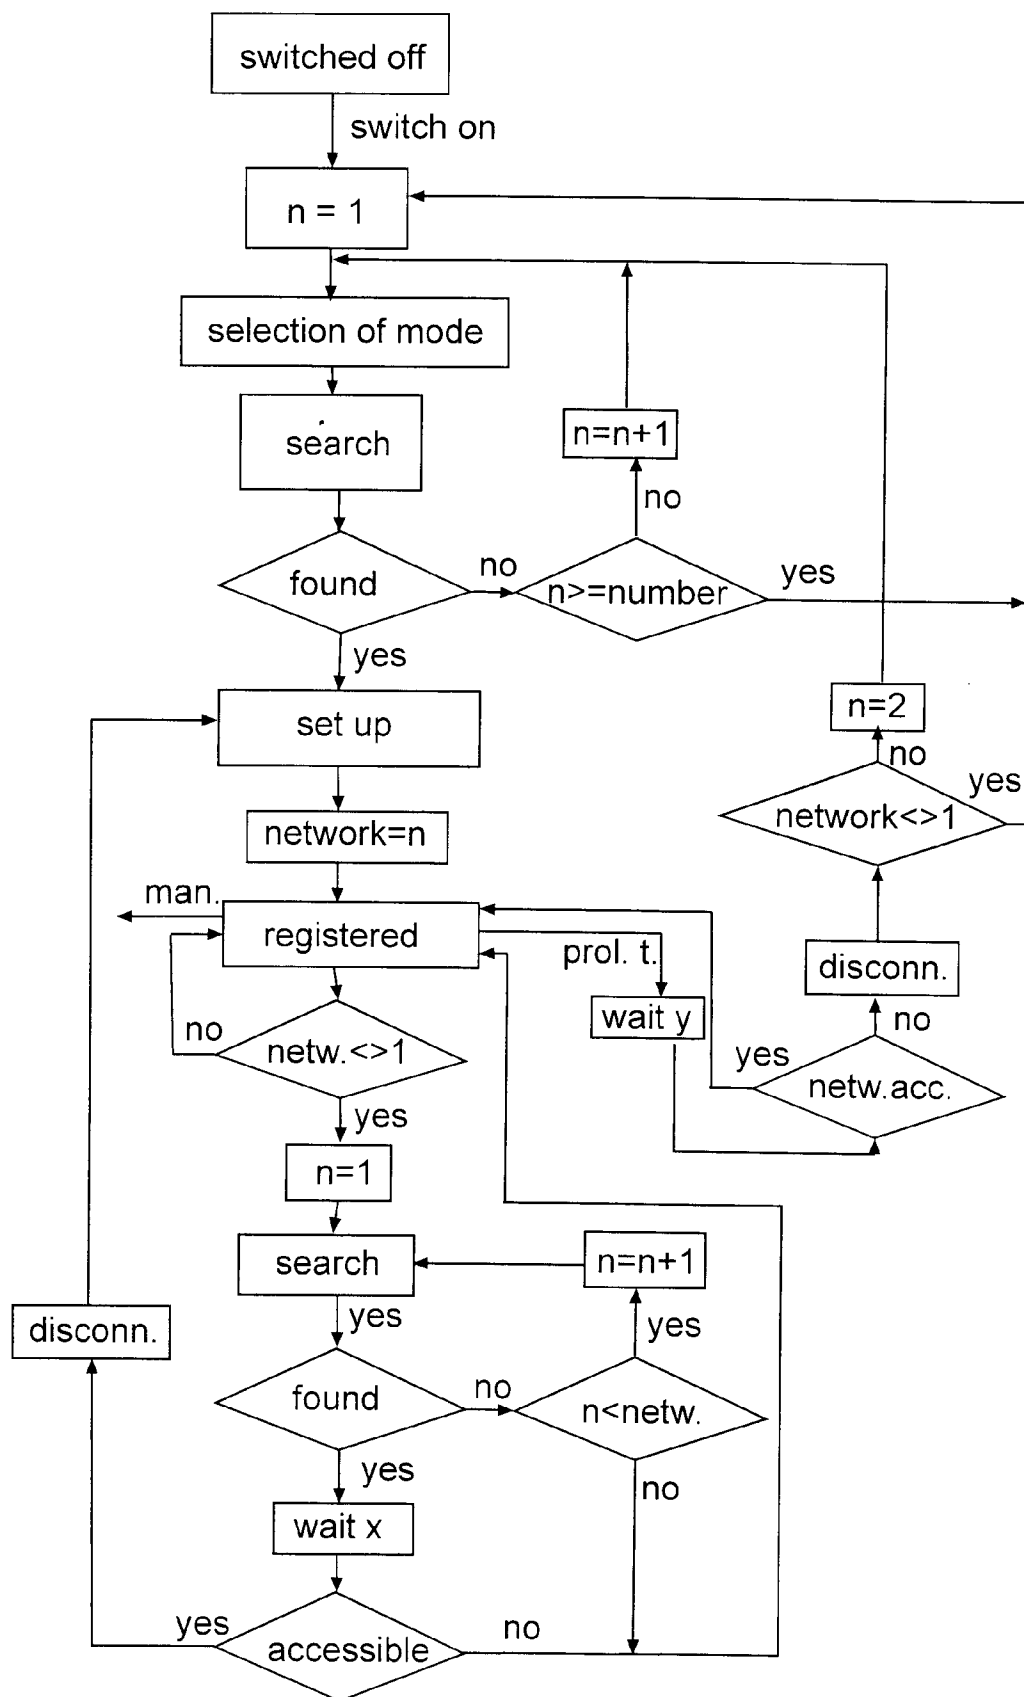 switched off
switch on
n = 1
selection of mode
search
n=n+1
no
found
no
n>=number
yes
yes
set up
n=2
no
yes
network<>1
network=n
man.
registered
prol. t.
disconn.
wait y
no
no
netw.<>1
yes
netw.acc.
yes
n=1
search
n=n+1
yes
yes
disconn.
found
no
n<netw.
yes
no
wait x
yes
accessible
no